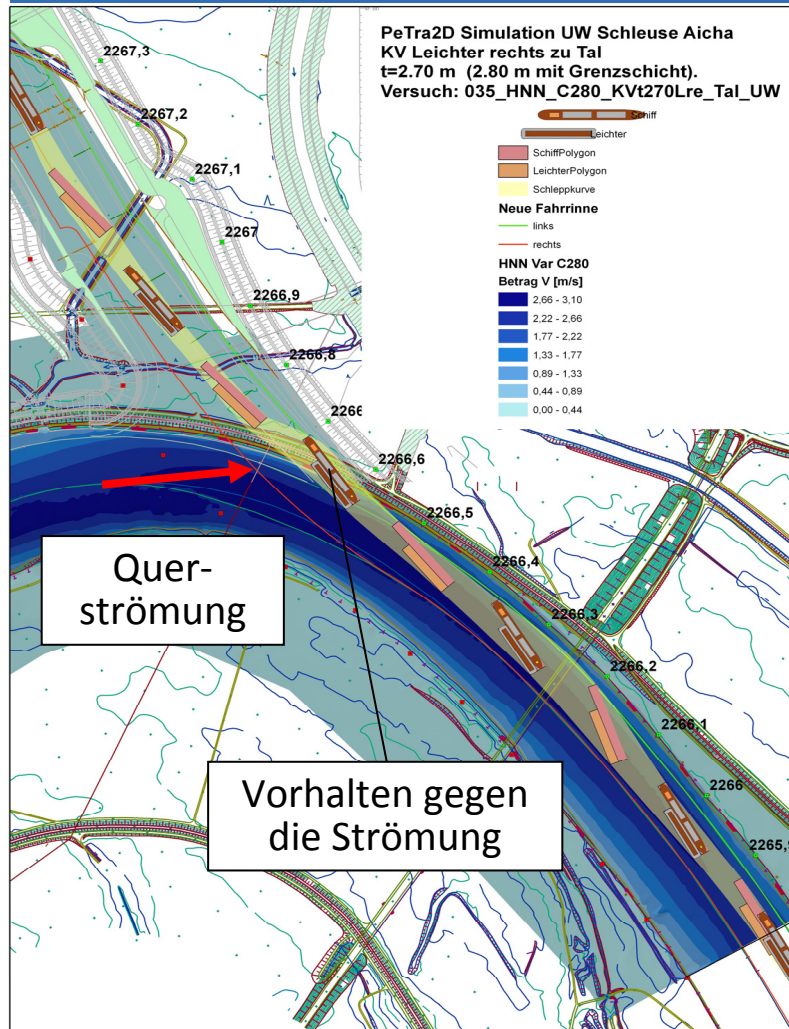 PeTra2D Simulation UW Schleuse Aicha
KV Leichter rechts zu Tal
t=2.70 m  (2.80 m mit Grenzschicht).
Versuch: 035_HNN_C280_KVt270Lre_Tal_UW
Schiff
Leichter
SchiffPolygon
LeichterPolygon
Schleppkurve
Neue Fahrrinne
links
rechts
HNN Var C280
Betrag V [m/s]
2,66 - 3,10
2,22 - 2,66
1,77 - 2,22
1,33 - 1,77
0,89 - 1,33
0,44 - 0,89
0,00 - 0,44
2267,3
2267,2
2267,1
2267
2266,9
2266,8
2266
2266,6
2266,5
2266,4
2266,3
2266,2
2266,1
2266
2265,9
Quer-
strömung
Vorhalten gegen
die Strömung